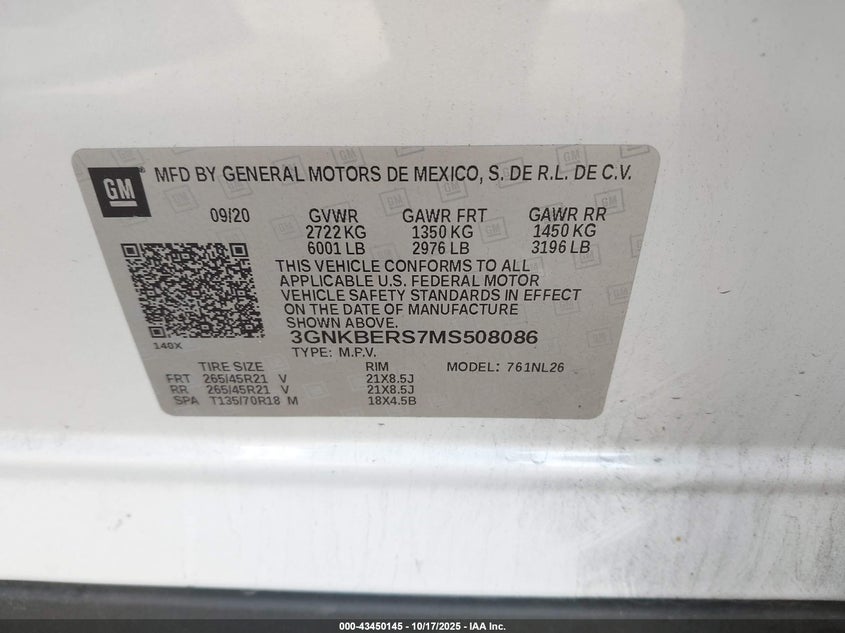 GM ® MFD BY GENERAL MOTORS DE MEXICO, S. DE R.L. DE C.V.
09/20 GVWR GAWR FRT GAWR RR
2722 KG 1350 KG 1450 KG
6001 LB 2976 LB 3196 LB
THIS VEHICLE CONFORMS TO ALL
APPLICABLE U.S. FEDERAL MOTOR
VEHICLE SAFETY STANDARDS IN EFFECT
ON THE DATE OF MANUFACTURE
SHOWN ABOVE.
3GNKBERS7MS508086
148X
TYPE: M.P.V. MODEL: 761NL26
TIRE SIZE RIM
FRT 265/45R21 V 21X8.5J
RR 265/45R21 V 21X8.5J
SPA T135/70R18 M 18X4.5B
000-43450145 - 10/17/2025 - IAA Inc.